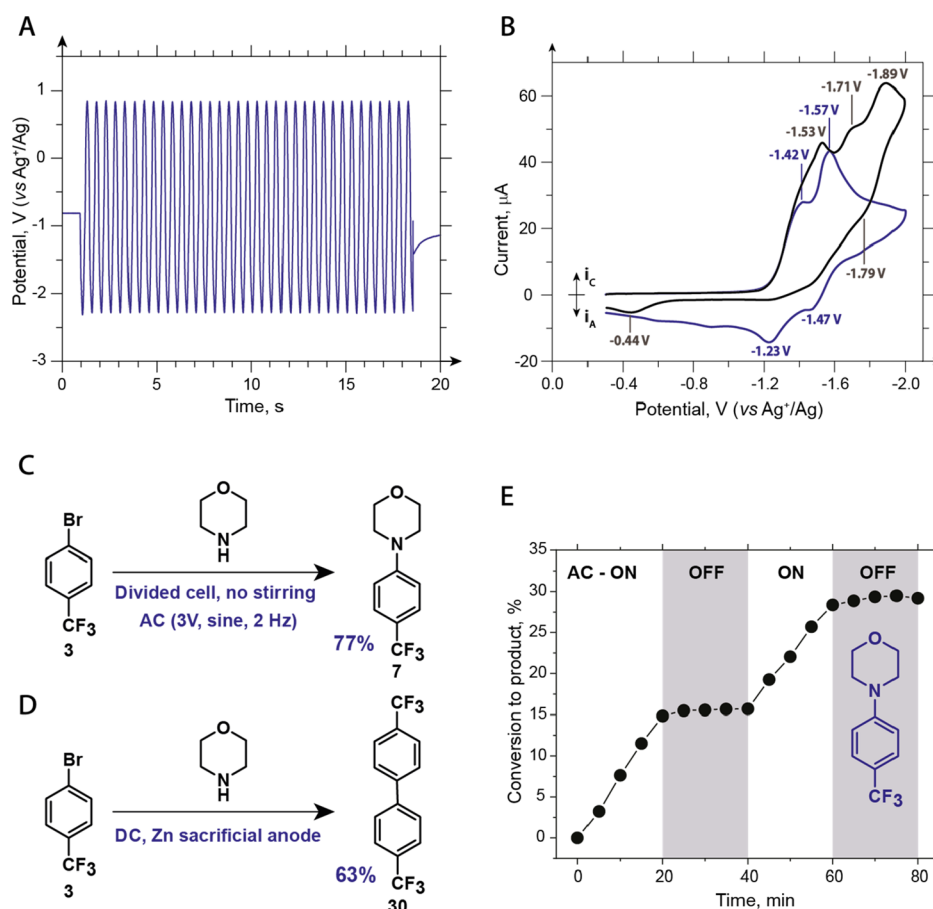 A
Potential, V (vs Ag⁺/Ag)
1
0
-1
-2
-3
0
5
10
15
20
Time, s
B
Current, µA
60
40
20
0
-20
iC
iA
-1.89 V
-1.71 V
-1.57 V
-1.53 V
-1.42 V
-1.79 V
-1.47 V
-1.23 V
-0.44 V
0.0
-0.4
-0.8
-1.2
-1.6
-2.0
Potential, V (vs Ag⁺/Ag)
C
Br
CF3
3
O
N
H
Divided cell, no stirring
AC (3V, sine, 2 Hz)
O
N
CF3
77%
7
D
Br
CF3
3
O
N
H
DC, Zn sacrificial anode
CF3
CF3
63%
30
E
Conversion to product, %
35
30
25
20
15
10
5
0
AC - ON
OFF
ON
OFF
O
N
CF3
0
20
40
60
80
Time, min